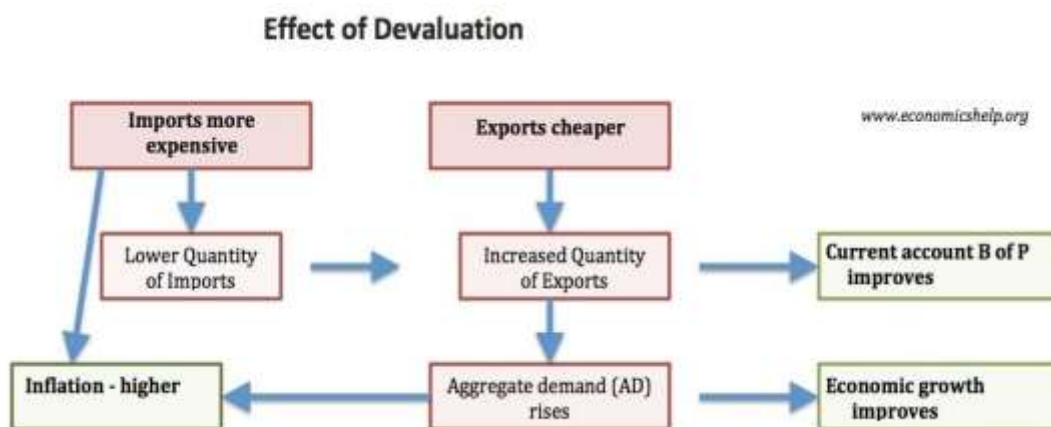 Effect of Devaluation
Imports more
expensive
Exports cheaper
www.economicshelp.org
Lower Quantity
of Imports
Increased Quantity
of Exports
Current account B of P
improves
Inflation - higher
Aggregate demand (AD)
rises
Economic growth
improves